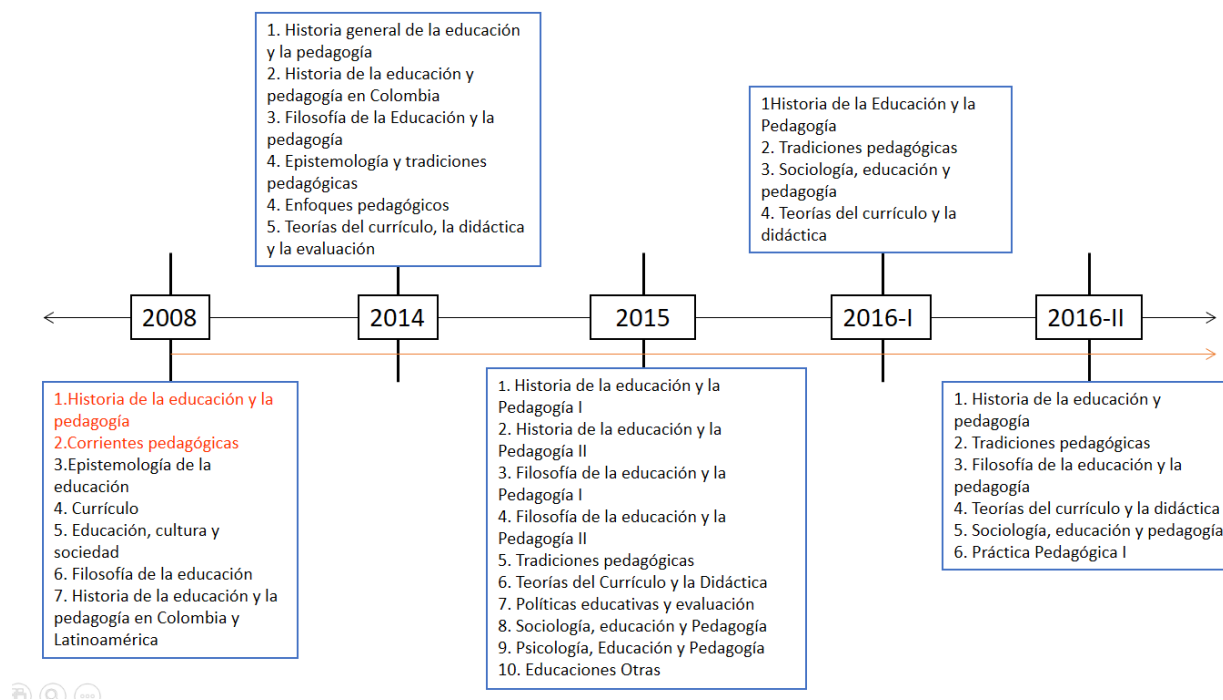 1. Historia general de la educación
y la pedagogía
2. Historia de la educación y
pedagogía en Colombia
3. Filosofía de la Educación y la
pedagogía
4. Epistemología y tradiciones
pedagógicas
4. Enfoques pedagógicos
5. Teorías del currículo, la didáctica
y la evaluación
1Historia de la Educación y la
Pedagogía
2. Tradiciones pedagógicas
3. Sociología, educación y
pedagogía
4. Teorías del currículo y la
didáctica
2008
2014
2015
2016-I
2016-II
1.Historia de la educación y la
pedagogía
2.Corrientes pedagógicas
3.Epistemología de la
educación
4. Currículo
5. Educación, cultura y
sociedad
6. Filosofía de la educación
7. Historia de la educación y la
pedagogía en Colombia y
Latinoamérica
1. Historia de la educación y la
Pedagogía I
2. Historia de la educación y la
Pedagogía II
3. Filosofía de la educación y la
Pedagogía I
4. Filosofía de la educación y la
Pedagogía II
5. Tradiciones pedagógicas
6. Teorías del Currículo y la Didáctica
7. Políticas educativas y evaluación
8. Sociología, educación y Pedagogía
9. Psicología, Educación y Pedagogía
10. Educaciones Otras
1. Historia de la educación y
pedagogía
2. Tradiciones pedagógicas
3. Filosofía de la educación y la
pedagogía
4. Teorías del currículo y la didáctica
5. Sociología, educación y pedagogía
6. Práctica Pedagógica I